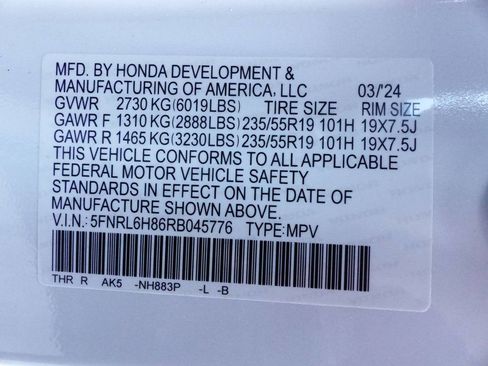 MFD. BY HONDA DEVELOPMENT &
MANUFACTURING OF AMERICA, LLC 03/'24
GVWR 2730 KG(6019LBS) TIRE SIZE RIM SIZE
GAWR F 1310 KG(2888LBS) 235/55R19 101H 19X7.5J
GAWR R 1465 KG(3230LBS) 235/55R19 101H 19X7.5J
THIS VEHICLE CONFORMS TO ALL APPLICABLE
FEDERAL MOTOR VEHICLE SAFETY
STANDARDS IN EFFECT ON THE DATE OF
MANUFACTURE SHOWN ABOVE.
V.I.N.: 5FNRL6H86RB045776 TYPE: MPV
THR R AK5 -NH883P -L -B